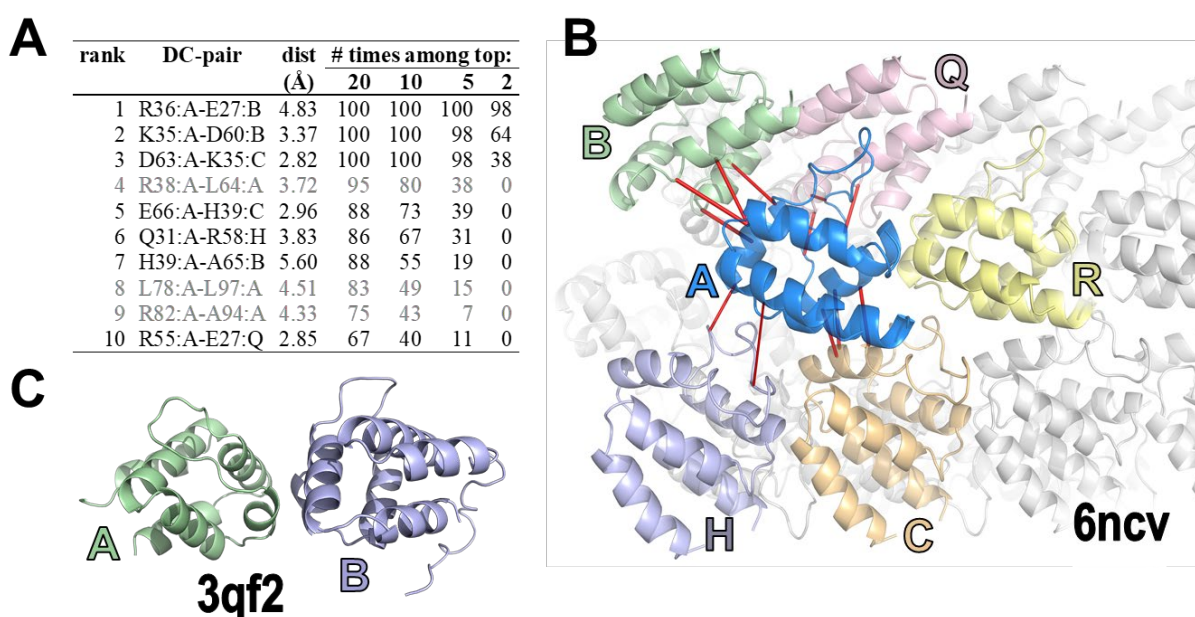 A
rank DC-pair dist # times among top:
(Å) 20 10 5 2
1 R36:A-E27:B 4.83 100 100 100 98
2 K35:A-D60:B 3.37 100 100 98 64
3 D63:A-K35:C 2.82 100 100 98 38
4 R38:A-L64:A 3.72 95 80 38 0
5 E66:A-H39:C 2.96 88 73 39 0
6 Q31:A-R58:H 3.83 86 67 31 0
7 H39:A-A65:B 5.60 88 55 19 0
8 L78:A-L97:A 4.51 83 49 15 0
9 R82:A-A94:A 4.33 75 43 7 0
10 R55:A-E27:Q 2.85 67 40 11 0
B
Q
B
A
R
H
C
6ncv
C
A
B
3qf2